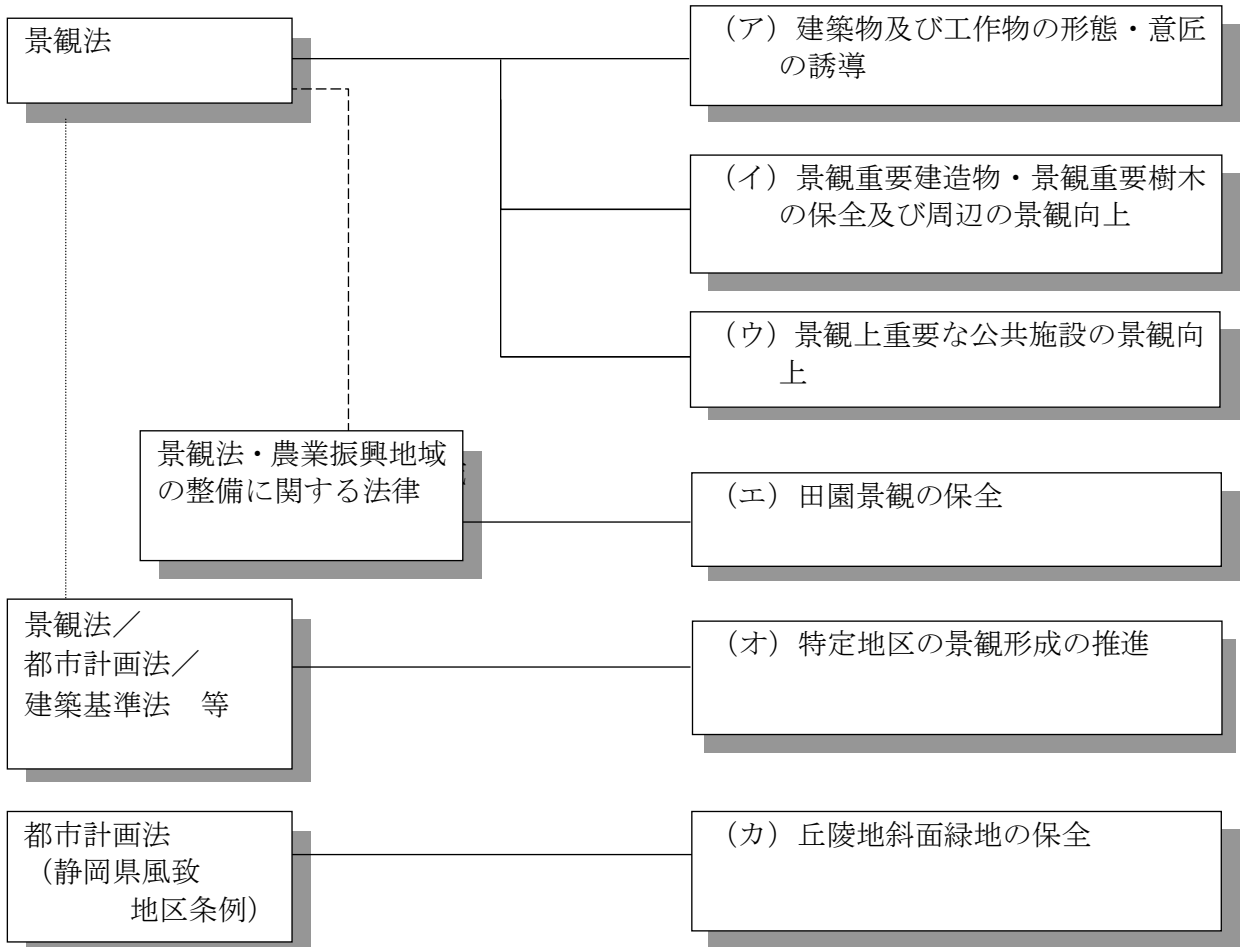 景観法
（ア）建築物及び工作物の形態・意匠
の誘導
（イ）景観重要建造物・景観重要樹木
の保全及び周辺の景観向上
（ウ）景観上重要な公共施設の景観向
上
景観法・農業振興地域
の整備に関する法律
（エ）田園景観の保全
景観法／
都市計画法／
建築基準法　等
（オ）特定地区の景観形成の推進
都市計画法
（静岡県風致
地区条例）
（カ）丘陵地斜面緑地の保全